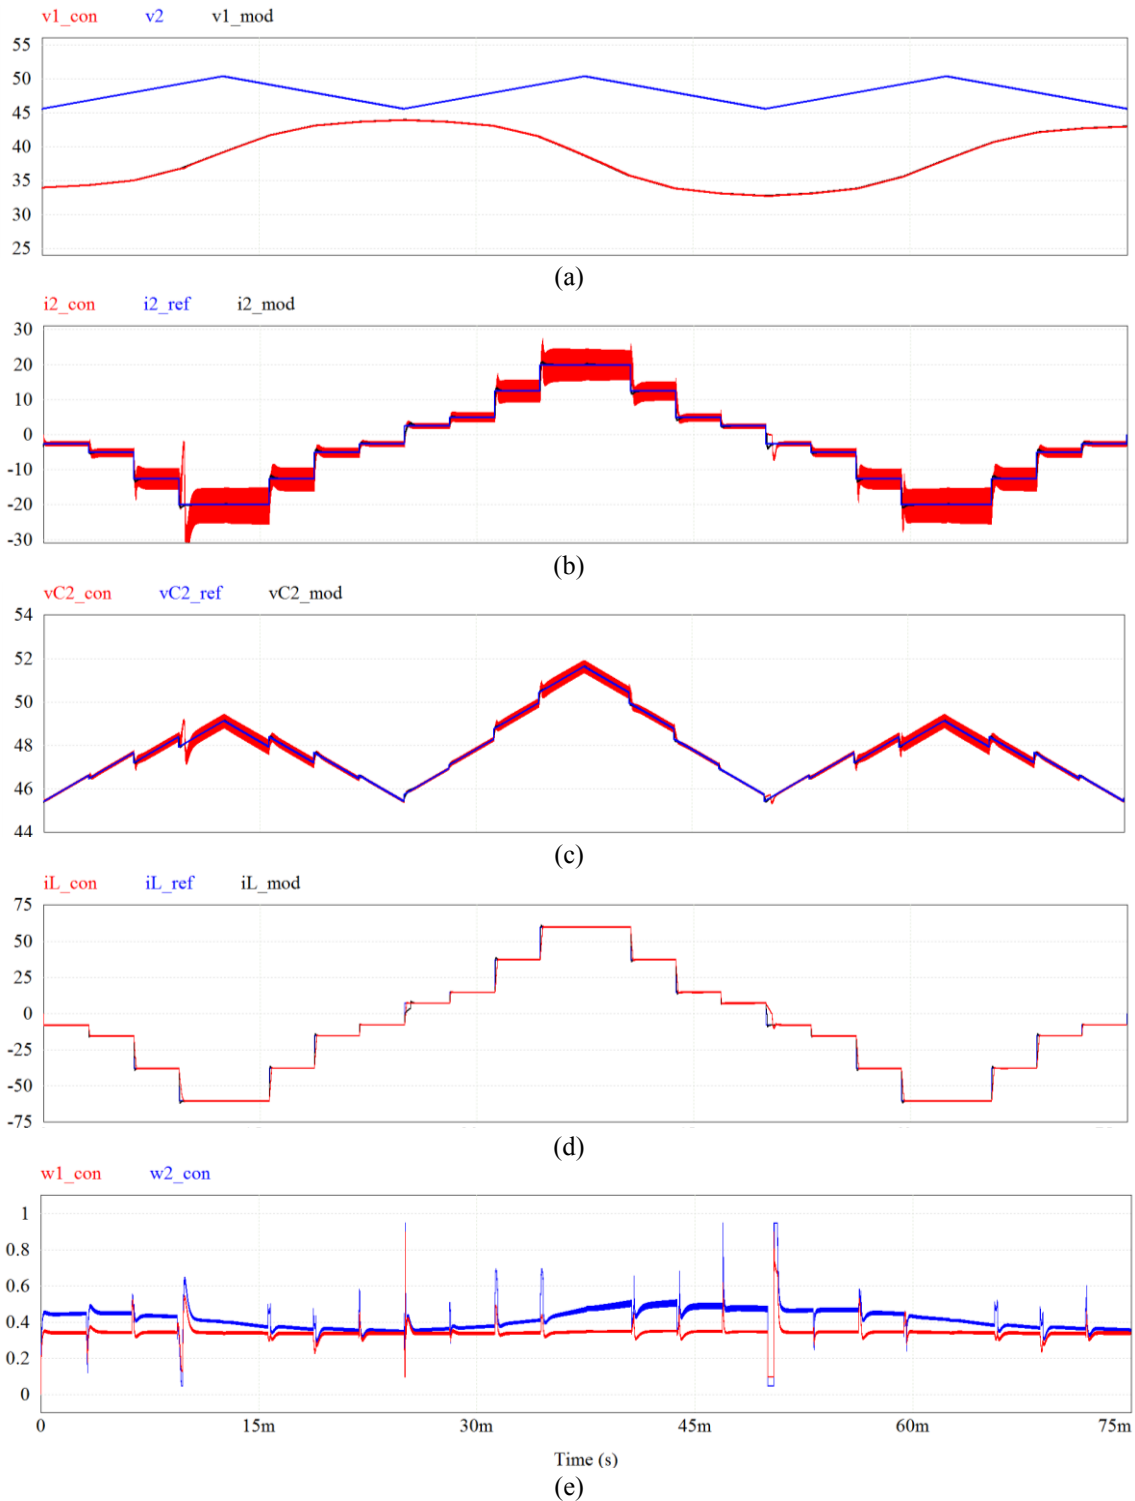 v1_con v2 v1_mod
55
50
45
40
35
30
25
(a)
i2_con i2_ref i2_mod
30
20
10
0
-10
-20
-30
(b)
vC2_con vC2_ref vC2_mod
54
52
50
48
46
44
(c)
iL_con iL_ref iL_mod
75
50
25
0
-25
-50
-75
(d)
w1_con w2_con
1
0.8
0.6
0.4
0.2
0
0 15m 30m 45m 60m 75m
Time (s)
(e)